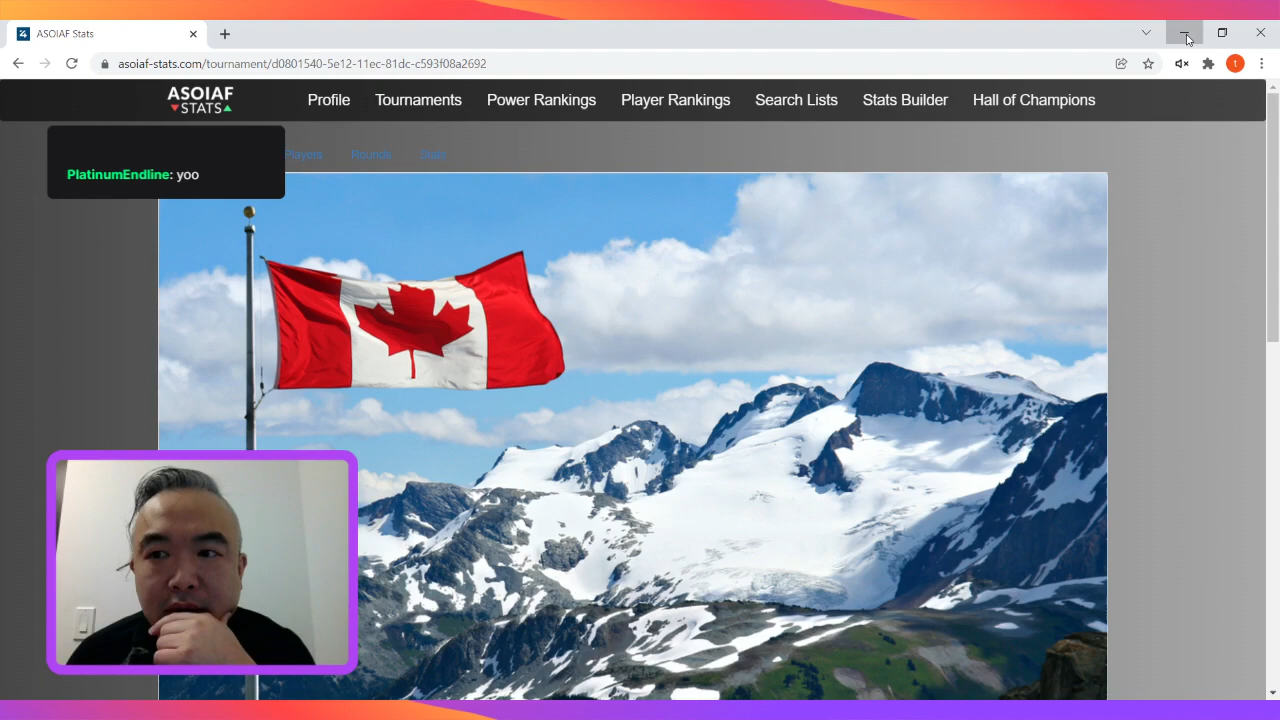 ASOIAF Stats
asoiaf-stats.com/tournament/d0801540-5e12-11ec-81dc-c593f08a2692
t
ASOIAF
STATS
Profile
Tournaments
Power Rankings
Player Rankings
Search Lists
Stats Builder
Hall of Champions
Players
Rounds
Stats
PlatinumEndline: yoo